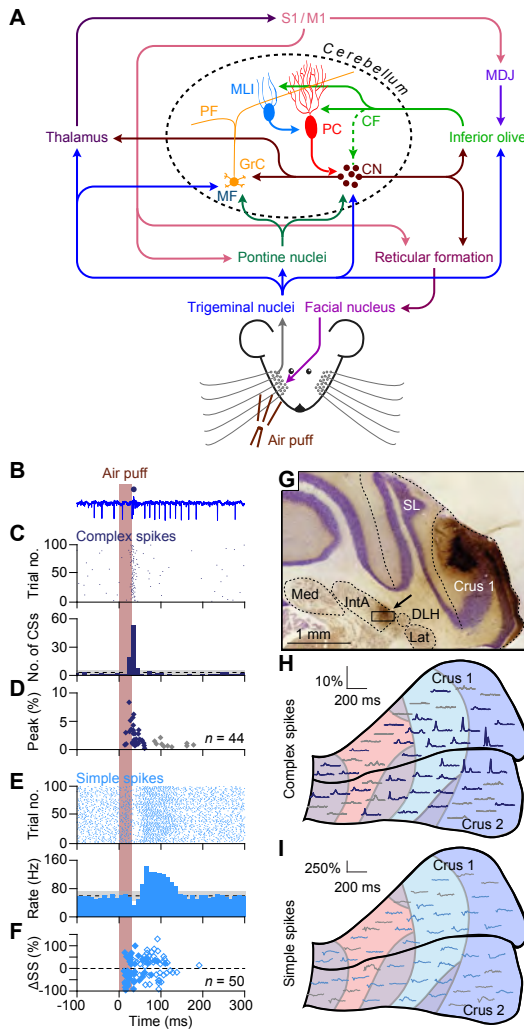 A
S1/M1
Cerebellum
MDJ
MLI
PF
CF
PC
Thalamus
Inferior olive
GrC
CN
MF
Pontine nuclei
Reticular formation
Trigeminal nuclei
Facial nucleus
Air puff
B
Air puff
C
Complex spikes
Trial no.
100
50
0
No. of CSs
60
30
0
D
Peak (%)
10
5
0
n = 44
E
Simple spikes
Trial no.
100
50
0
Rate (Hz)
160
80
0
F
ΔSS (%)
100
0
-100
n = 50
-100 0 100 200 300
Time (ms)
G
SL
Crus 1
Med
IntA
DLH
Lat
1 mm
H
10%
200 ms
Crus 1
Complex spikes
Crus 2
I
250%
200 ms
Crus 1
Simple spikes
Crus 2